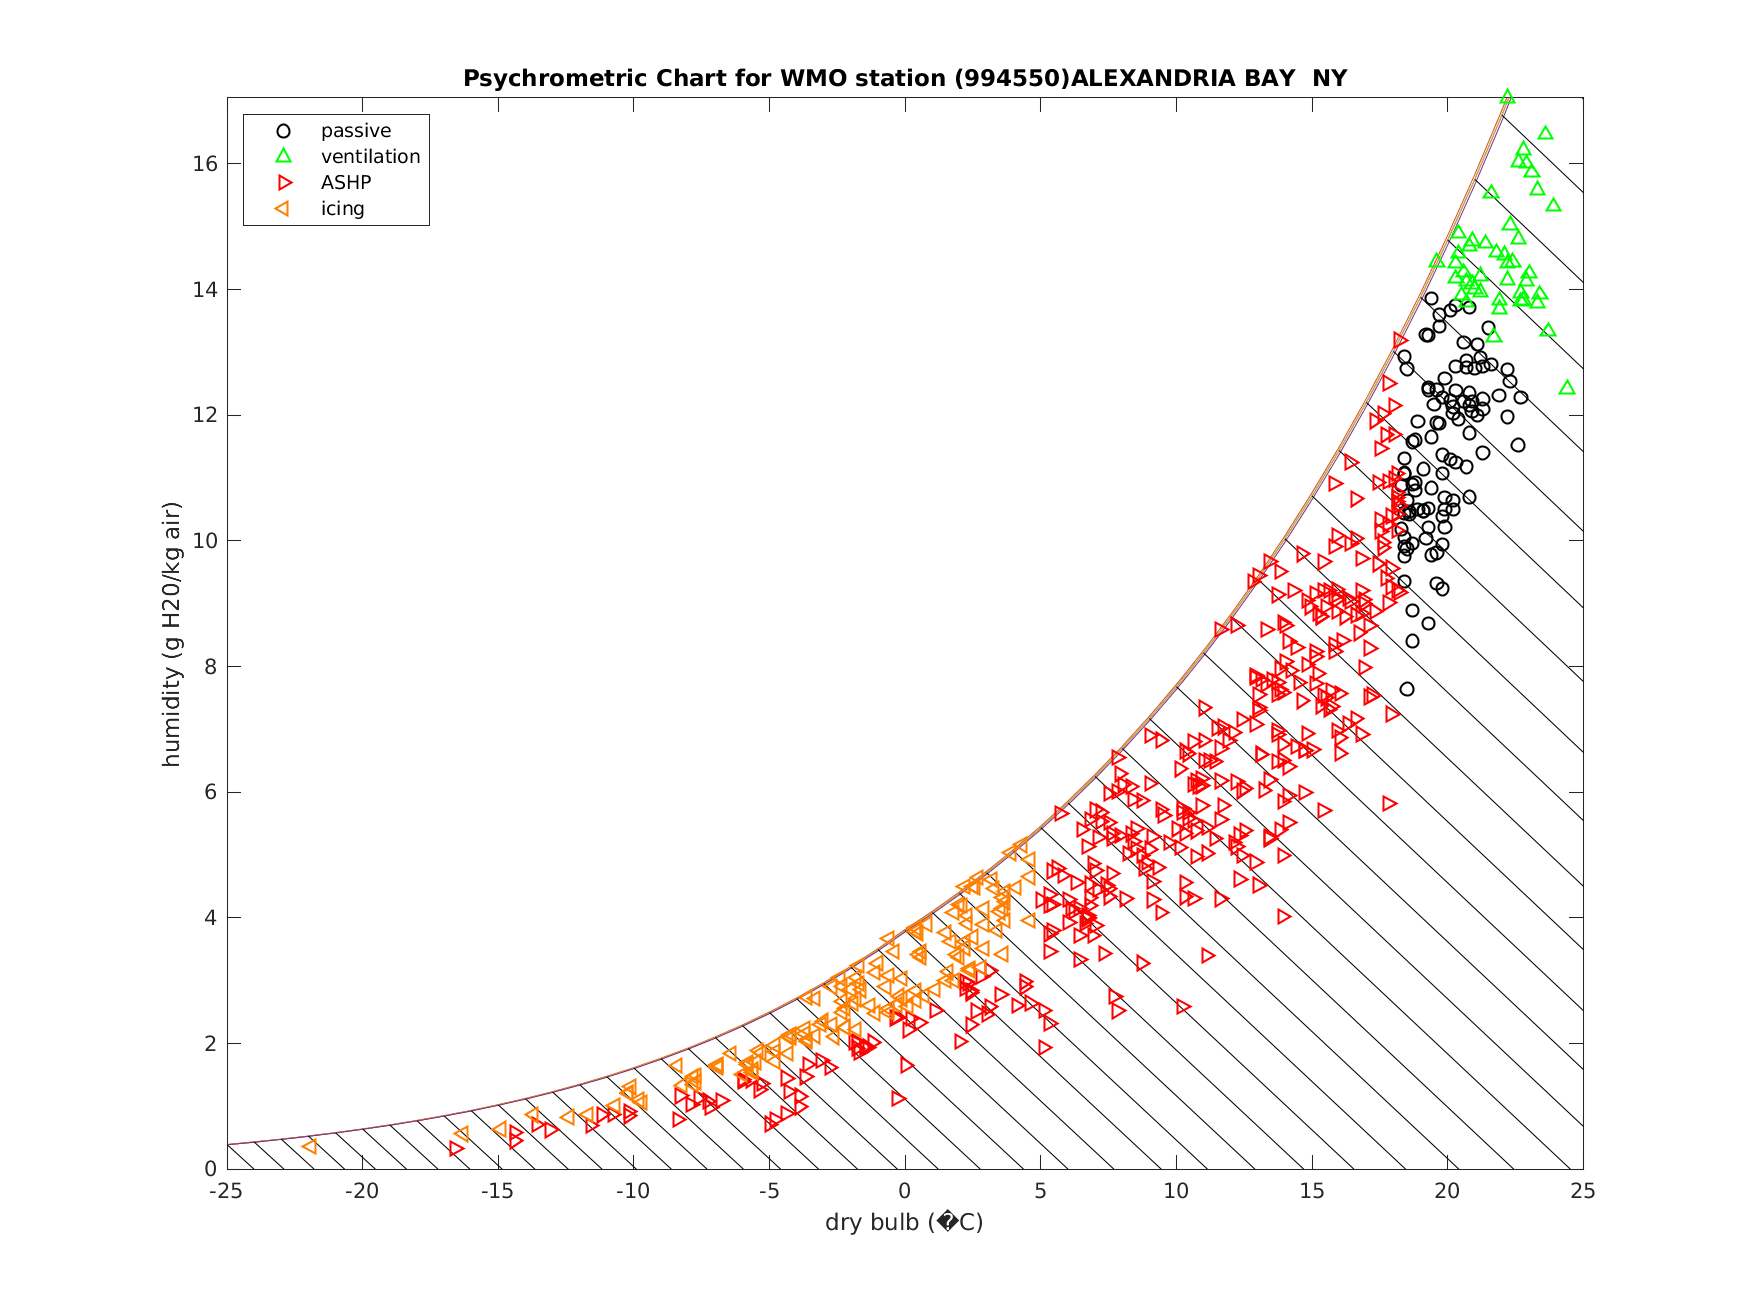 Psychrometric Chart for WMO station (994550)ALEXANDRIA BAY  NY
passive
ventilation
ASHP
icing
humidity (g H20/kg air)
16
14
12
10
8
6
4
2
0
-25 -20 -15 -10 -5 0 5 10 15 20 25
dry bulb (�C)